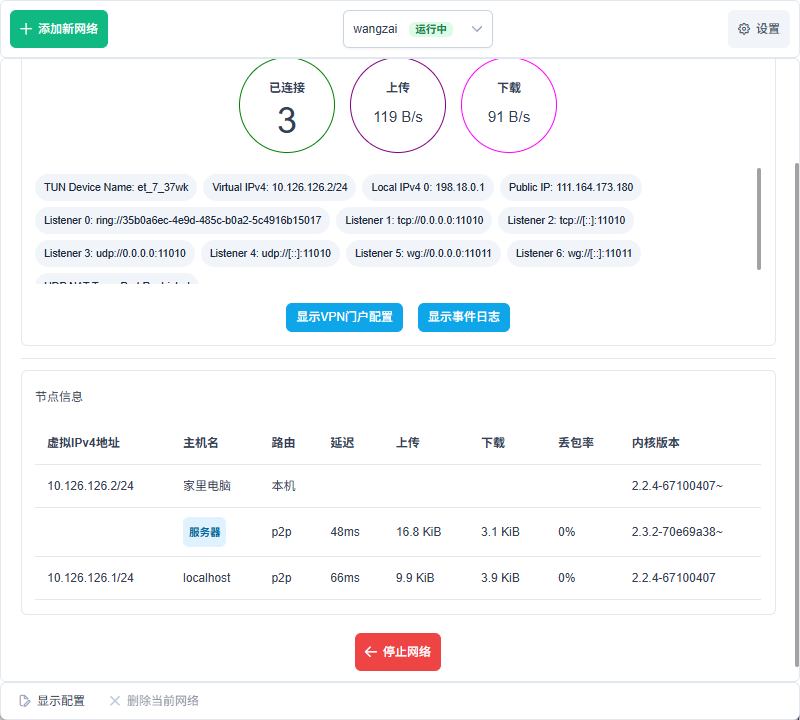 添加新网络 wangzai 运行中 设置
已连接 上传 下载
3 119 B/s 91 B/s
TUN Device Name: et_7_37wk Virtual IPv4: 10.126.126.2/24 Local IPv4 0: 198.18.0.1 Public IP: 111.164.173.180
Listener 0: ring://35b0a6ec-4e9d-485c-b0a2-5c4916b15017 Listener 1: tcp://0.0.0.0:11010 Listener 2: tcp://[::]:11010
Listener 3: udp://0.0.0.0:11010 Listener 4: udp://[::]:11010 Listener 5: wg://0.0.0.0:11011 Listener 6: wg://[::]:11011
显示VPN门户配置 显示事件日志
节点信息
虚拟IPv4地址 主机名 路由 延迟 上传 下载 丢包率 内核版本
10.126.126.2/24 家里电脑 本机 2.2.4-67100407~
服务器 p2p 48ms 16.8 KiB 3.1 KiB 0% 2.3.2-70e69a38~
10.126.126.1/24 localhost p2p 66ms 9.9 KiB 3.9 KiB 0% 2.2.4-67100407
停止网络
显示配置 删除当前网络